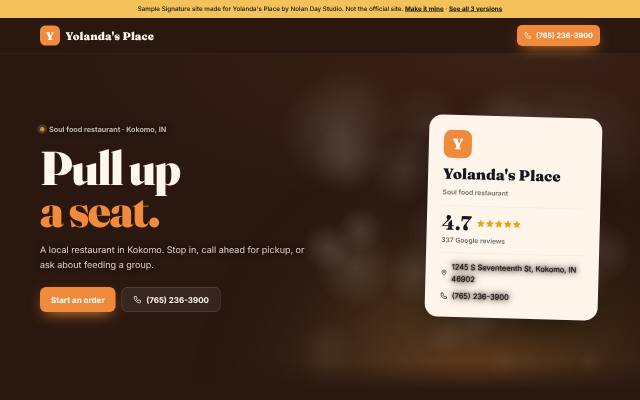 Sample Signature site made for Yolanda's Place by Nolan Day Studio. Not the official site. Make it mine · See all 3 versions
Y Yolanda's Place
(765) 236-3900
Soul food restaurant · Kokomo, IN
Pull up
a seat.
A local restaurant in Kokomo. Stop in, call ahead for pickup, or
ask about feeding a group.
Start an order
(765) 236-3900
Y
Yolanda's Place
Soul food restaurant
4.7 ★★★★★
337 Google reviews
1245 S Seventeenth St, Kokomo, IN
46902
(765) 236-3900